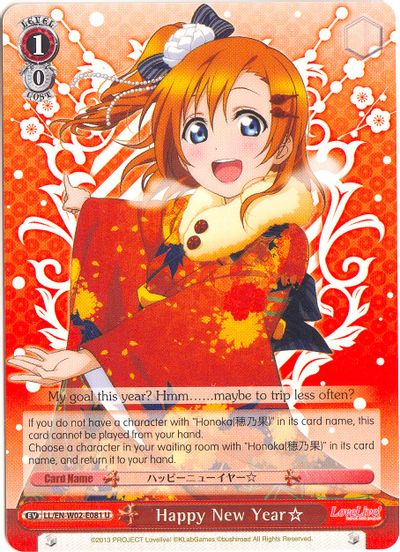 LEVEL
1
0
COST
My goal this year? Hmm......maybe to trip less often?
If you do not have a character with "Honoka(穂乃果)" in its card name, this
card cannot be played from your hand.
Choose a character in your waiting room with "Honoka(穂乃果)" in its card
name, and return it to your hand.
Card Name ハッピーニューイヤー☆
EV LL/EN-W02-E081 U Happy New Year☆ LoveLive!
©2013 PROJECT Lovelive! ©KLabGames ©bushiroad All Rights Reserved.